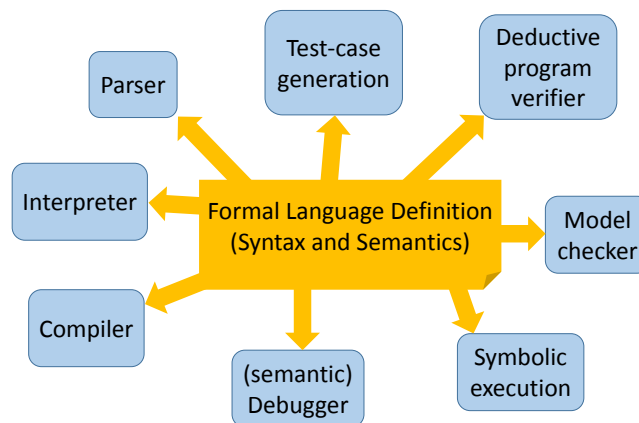 Test-case
generation
Deductive
program
verifier
Parser
Interpreter
Formal Language Definition
(Syntax and Semantics)
Model
checker
Compiler
(semantic)
Debugger
Symbolic
execution